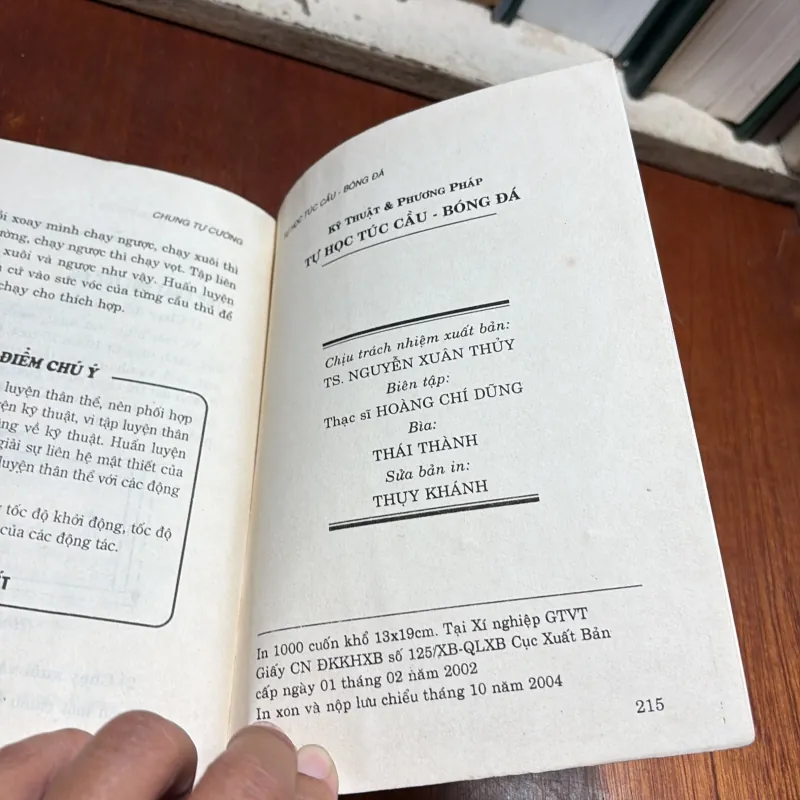 CHUNG TỰ CƯỜNG
xoay mình chạy ngược, chạy xuôi thì
chạy ngược thì chạy vọt. Tập liên
xuôi và ngược như vậy. Huấn luyện
cứ vào sức vóc của từng cầu thủ để
chạy cho thích hợp.
ĐIỂM CHÚ Ý
luyện thân thể, nên phối hợp
kỹ thuật, vì tập luyện thân
về kỹ thuật. Huấn luyện
giải sự liên hệ mật thiết của
luyện thân thể với các động
tốc độ khởi động, tốc độ
của các động tác.
TỰ HỌC TÚC CẦU - BÓNG ĐÁ
KỸ THUẬT & PHƯƠNG PHÁP
TỰ HỌC TÚC CẦU - BÓNG ĐÁ
Chịu trách nhiệm xuất bản:
TS. NGUYỄN XUÂN THỦY
Biên tập:
Thạc sĩ HOÀNG CHÍ DŨNG
Bìa:
THÁI THÀNH
Sửa bản in:
THỤY KHÁNH
In 1000 cuốn khổ 13x19cm. Tại Xí nghiệp GTVT
Giấy CN ĐKKHXB số 125/XB-QLXB Cục Xuất Bản
cấp ngày 01 tháng 02 năm 2002
In xon và nộp lưu chiểu tháng 10 năm 2004
215